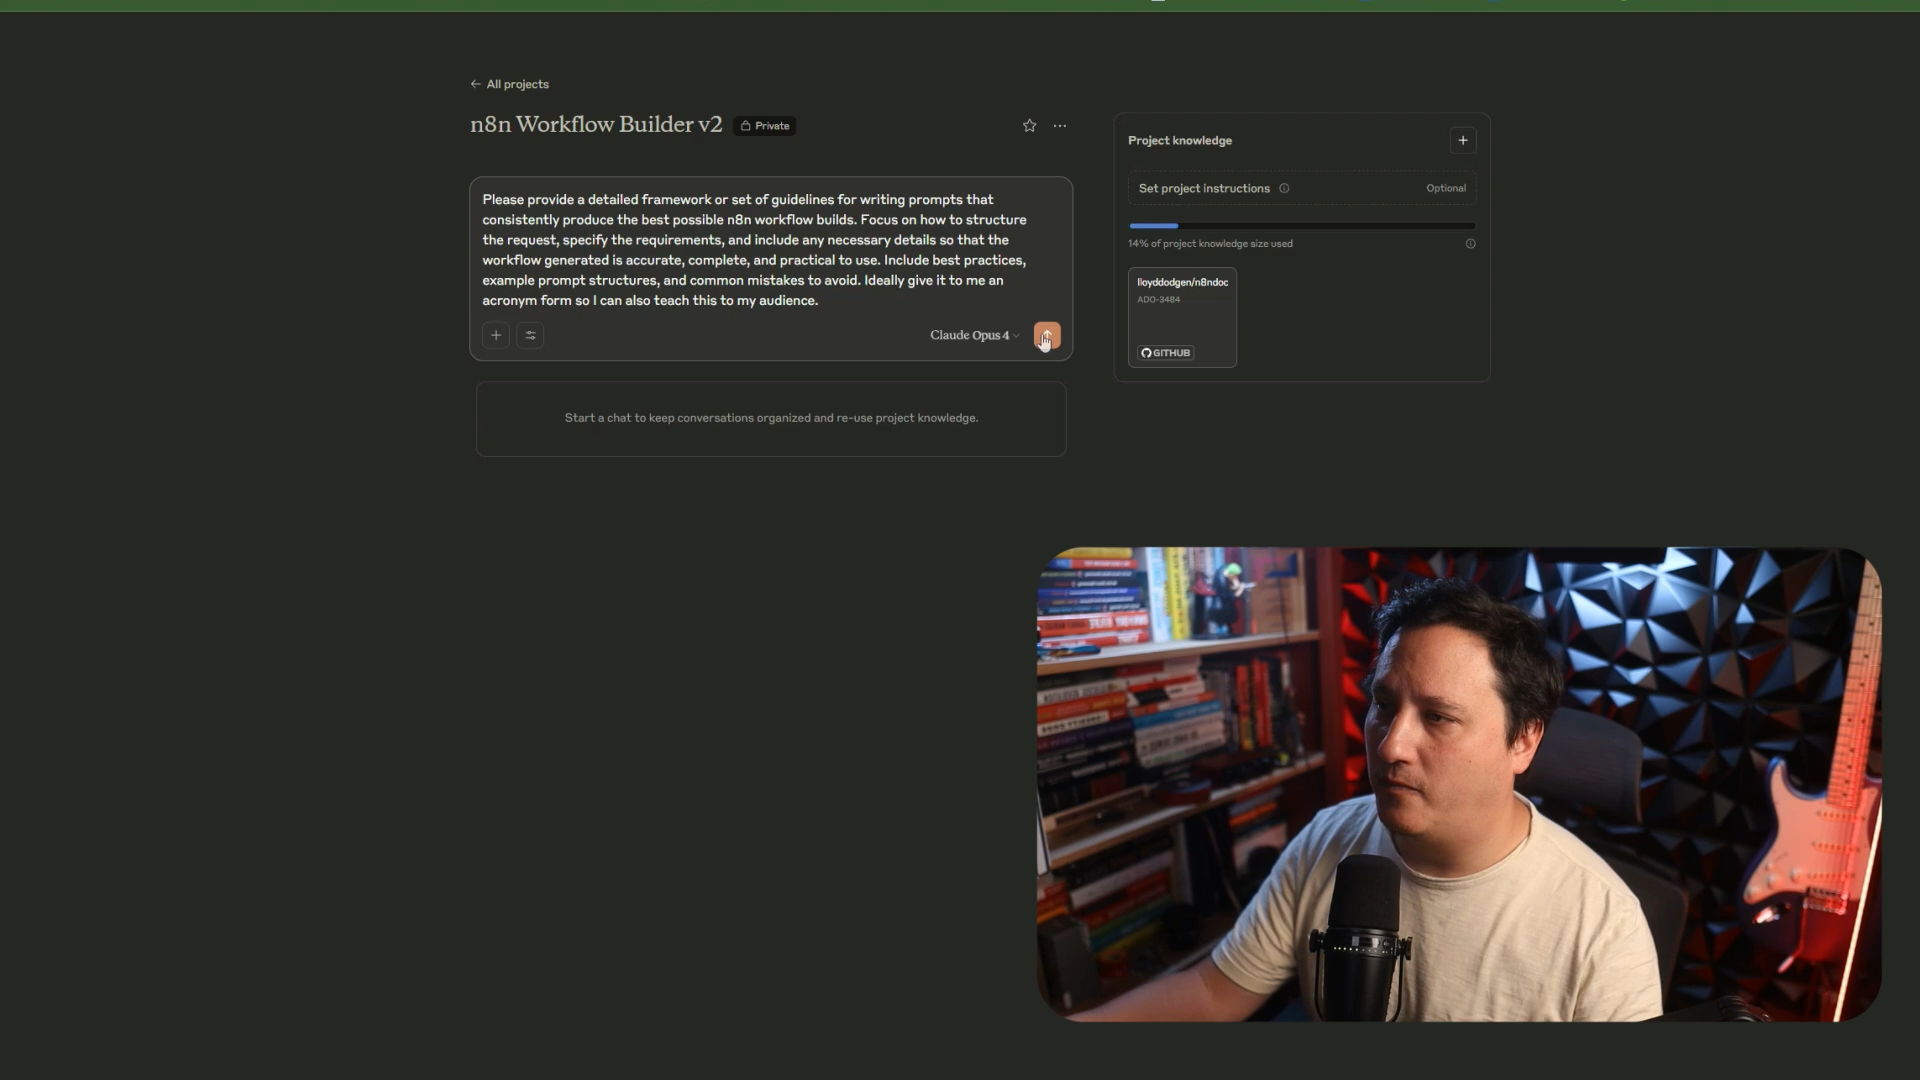 ← All projects
n8n Workflow Builder v2
Private
Please provide a detailed framework or set of guidelines for writing prompts that
consistently produce the best possible n8n workflow builds. Focus on how to structure
the request, specify the requirements, and include any necessary details so that the
workflow generated is accurate, complete, and practical to use. Include best practices,
example prompt structures, and common mistakes to avoid. Ideally give it to me an
acronym form so I can also teach this to my audience.
Claude Opus 4
Start a chat to keep conversations organized and re-use project knowledge.
Project knowledge
Set project instructions
Optional
14% of project knowledge size used
lloyddodgen/n8ndoc
ADO-3484
GITHUB